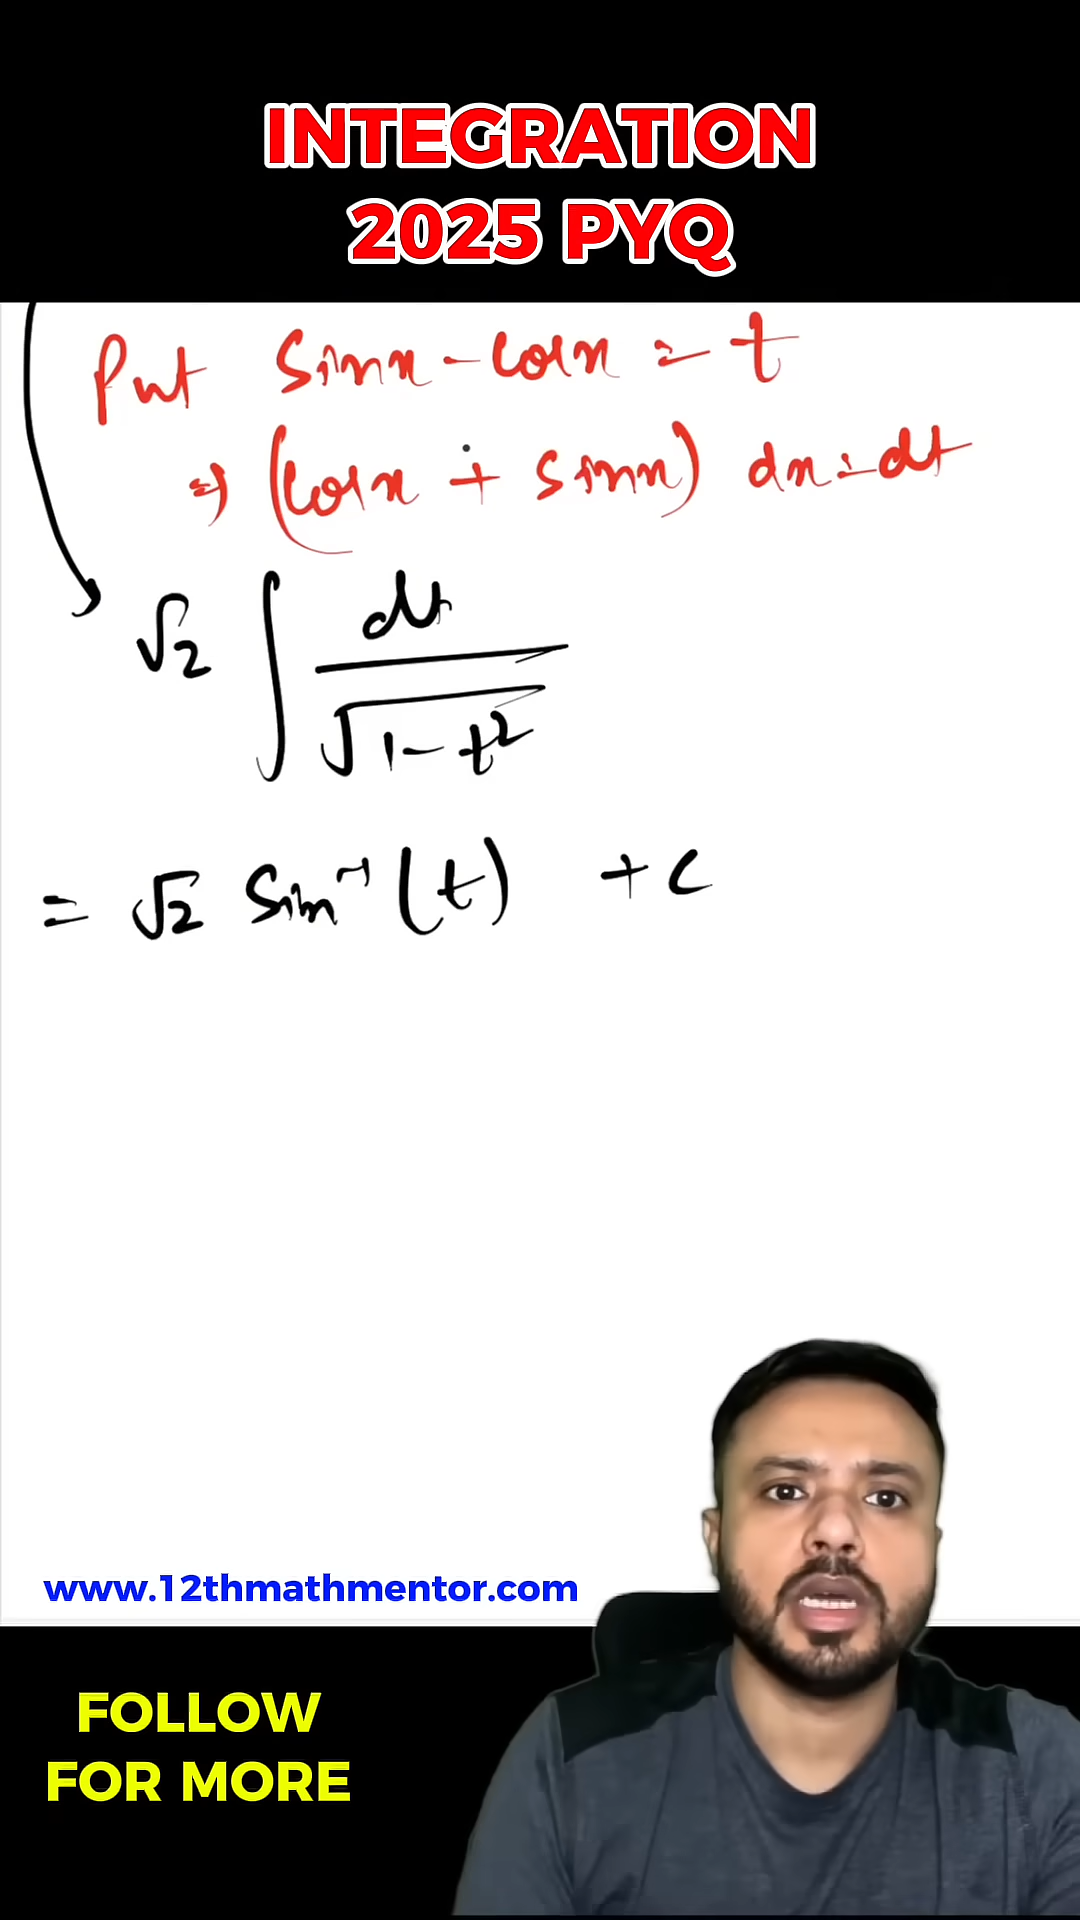 INTEGRATION
2025 PYQ
Put sinx - cosx = t
⇒ (cosx + sinx) dx = dt
√2 ∫ dt / √1-t²
= √2 sin⁻¹(t) + c
www.12thmathmentor.com
FOLLOW
FOR MORE